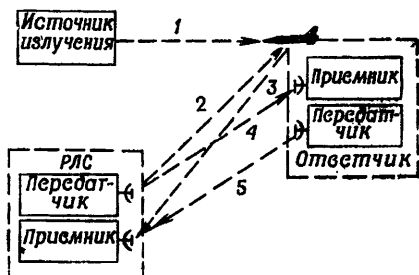 Источник
излучения
1
2
3
4
5
Приемник
Передат-
чик
Ответчик
РЛС
Передат-
чик
Приемник